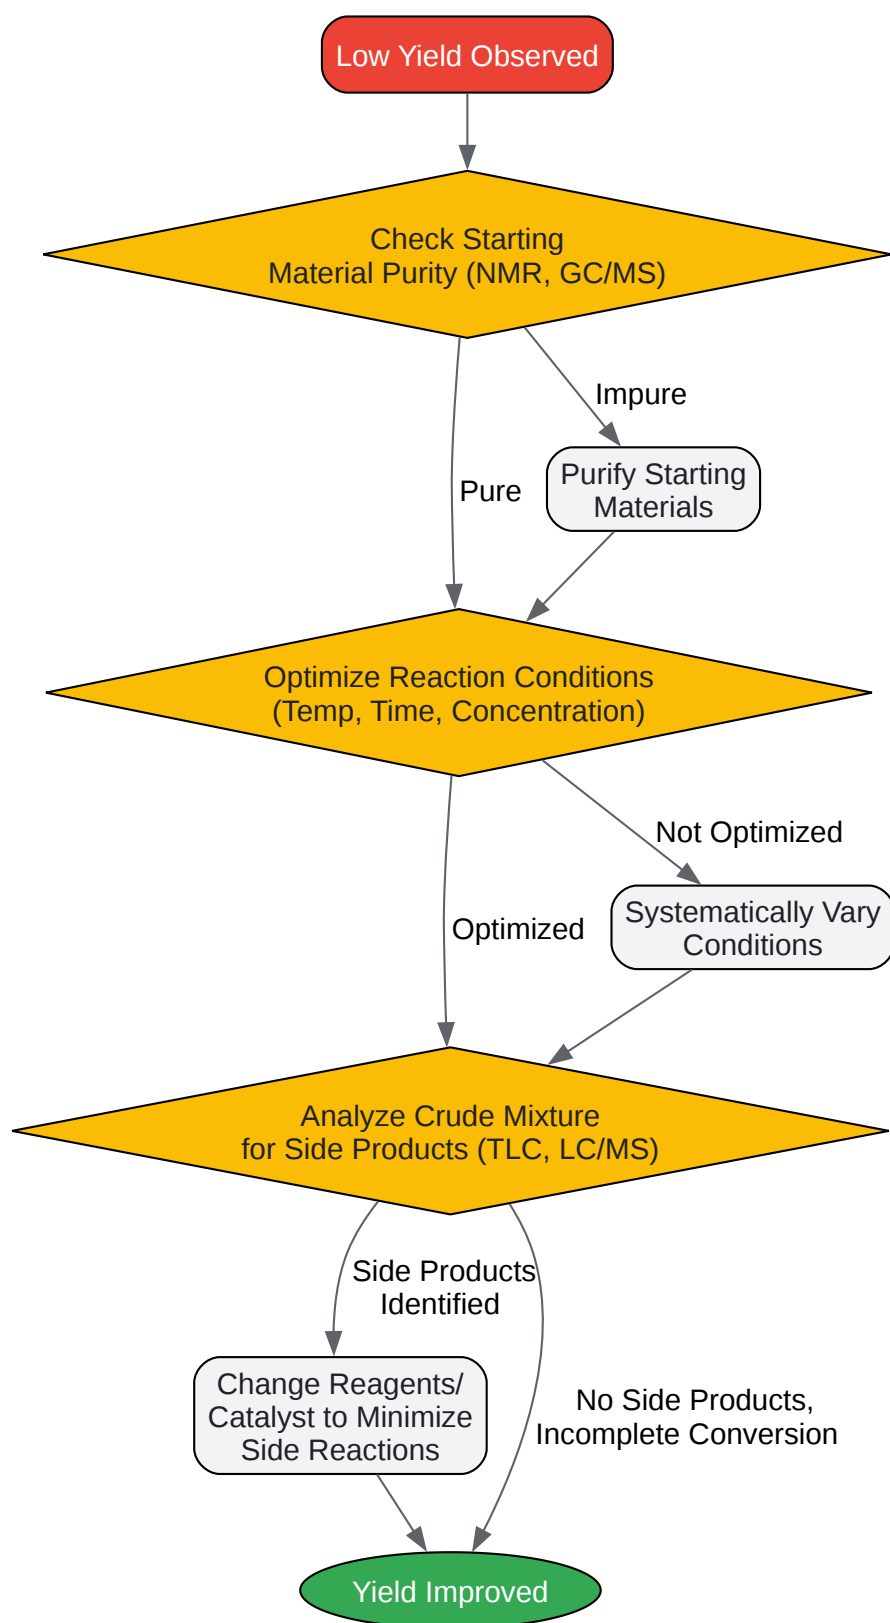 Low Yield Observed
Check Starting
Material Purity (NMR, GC/MS)
Impure
Pure
Purify Starting
Materials
Optimize Reaction Conditions
(Temp, Time, Concentration)
Not Optimized
Optimized
Systematically Vary
Conditions
Analyze Crude Mixture
for Side Products (TLC, LC/MS)
Side Products
Identified
Change Reagents/
Catalyst to Minimize
Side Reactions
No Side Products,
Incomplete Conversion
Yield Improved